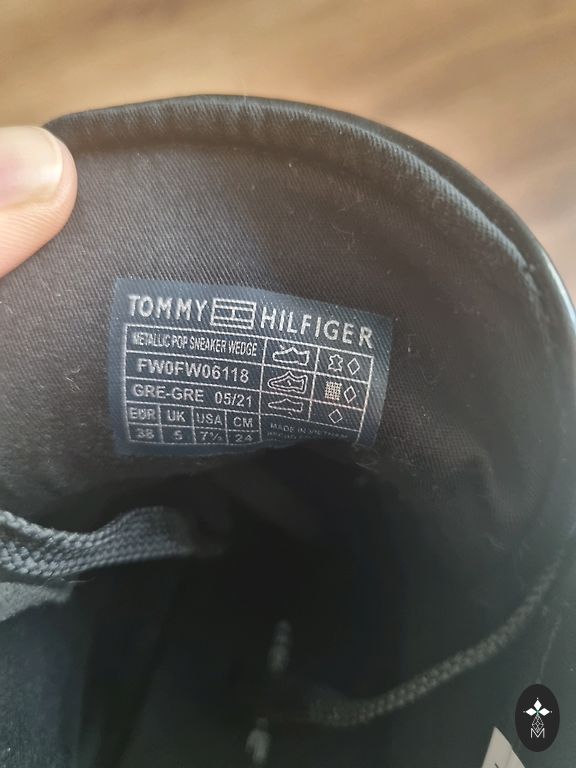 TOMMY HILFIGER
METALLIC POP SNEAKER WEDGE
FW0FW06118
GRE-GRE 05/21
EUR UK USA CM
38 5 7½ 24
MADE IN VIETNAM
M